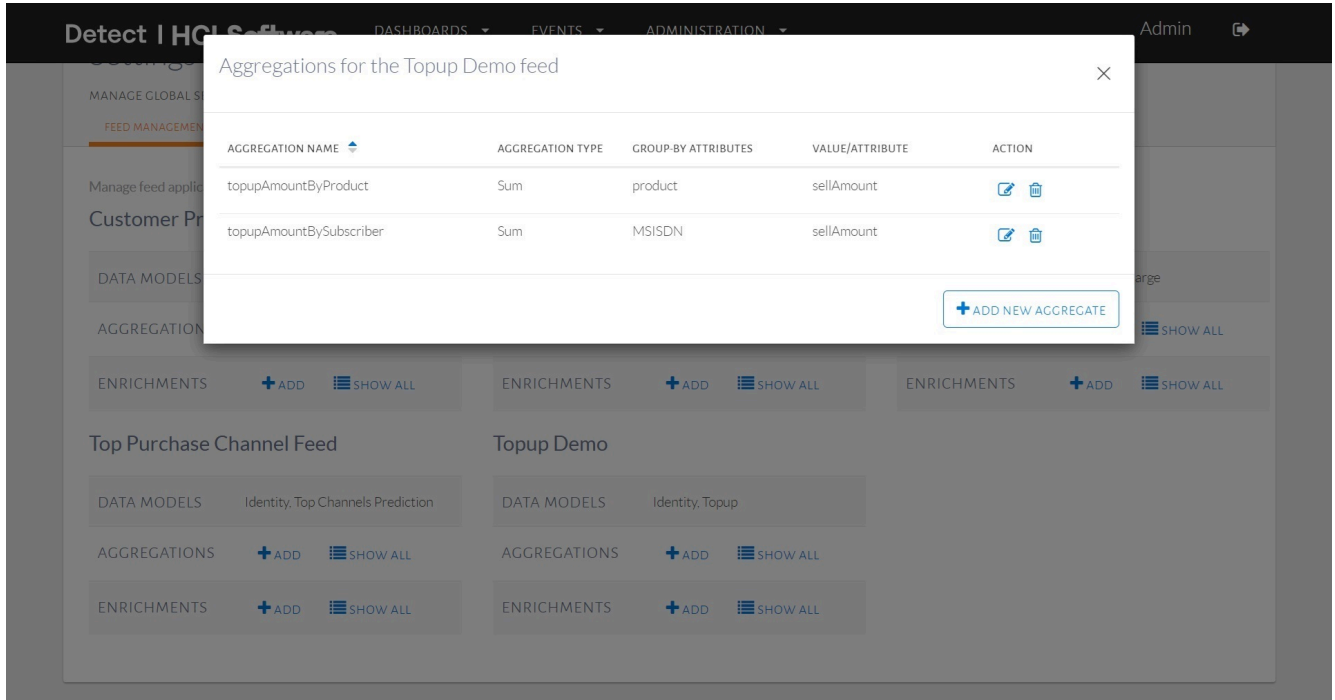 Detect | HCLSoftware DASHBOARDS EVENTS ADMINISTRATION Admin
Aggregations for the Topup Demo feed
MANAGE GLOBAL
FEED MANAGEMEN
AGGREGATION NAME AGGREGATION TYPE GROUP-BY ATTRIBUTES VALUE/ATTRIBUTE ACTION
topupAmountByProduct Sum product sellAmount
topupAmountBySubscriber Sum MSISDN sellAmount
ADD NEW AGGREGATE
Manage feed applic
Customer Pr
DATA MODELS arge
AGGREGATION SHOW ALL
ENRICHMENTS ADD SHOW ALL ENRICHMENTS ADD SHOW ALL ENRICHMENTS ADD SHOW ALL
Top Purchase Channel Feed Topup Demo
DATA MODELS Identity, Top Channels Prediction DATA MODELS Identity, Topup
AGGREGATIONS ADD SHOW ALL AGGREGATIONS ADD SHOW ALL
ENRICHMENTS ADD SHOW ALL ENRICHMENTS ADD SHOW ALL